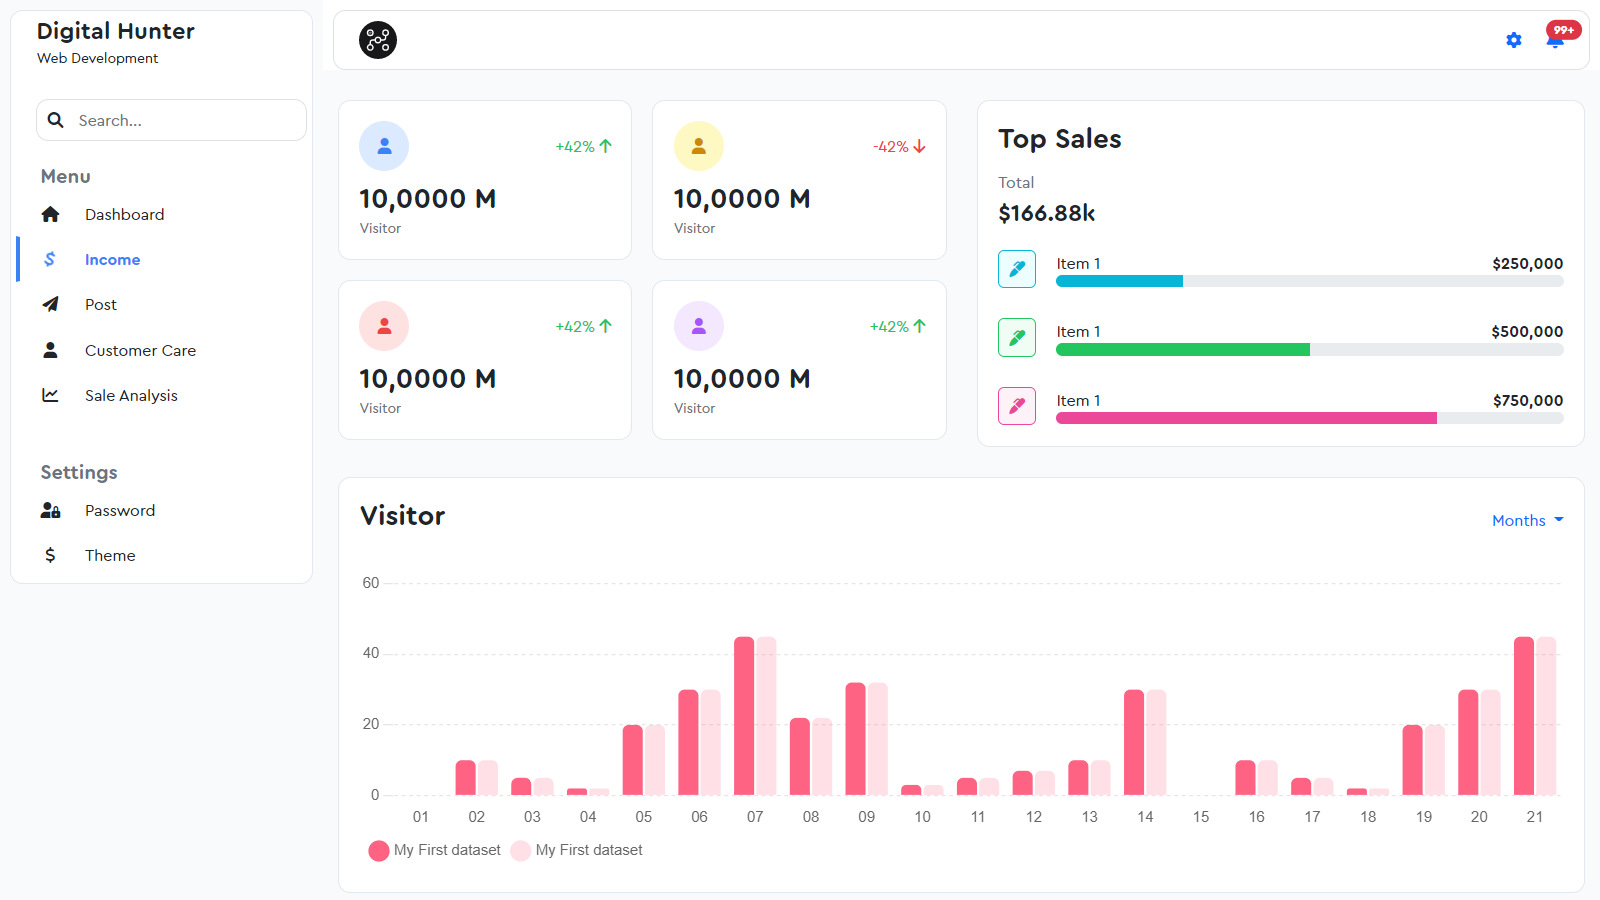 Digital Hunter
Web Development
Search...
Menu
Dashboard
Income
Post
Customer Care
Sale Analysis
Settings
Password
Theme
99+
+42%
10,0000 M
Visitor
-42%
10,0000 M
Visitor
+42%
10,0000 M
Visitor
+42%
10,0000 M
Visitor
Top Sales
Total
$166.88k
Item 1 $250,000
Item 1 $500,000
Item 1 $750,000
Visitor
Months
60
40
20
0
01 02 03 04 05 06 07 08 09 10 11 12 13 14 15 16 17 18 19 20 21
My First dataset My First dataset